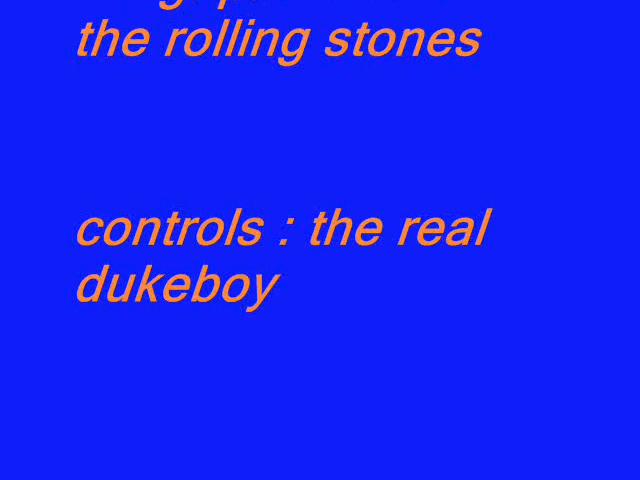 the rolling stones
controls : the real
dukeboy